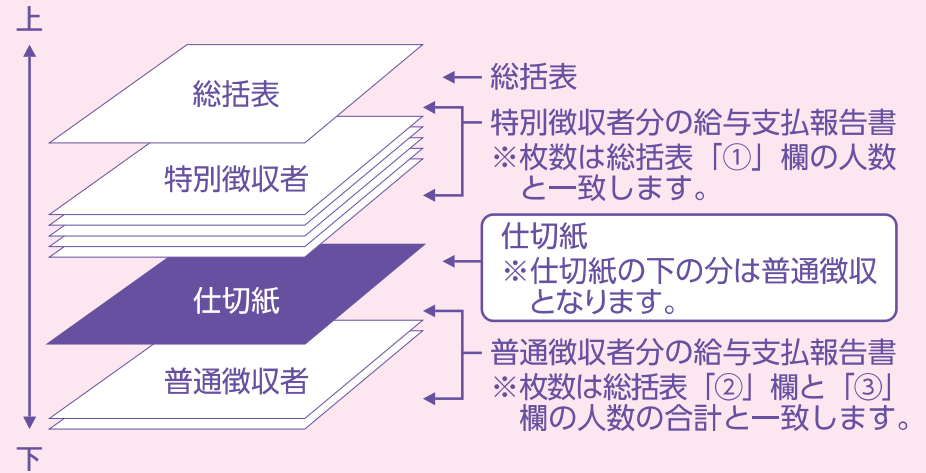 上
総括表
総括表
特別徴収者分の給与支払報告書
※枚数は総括表「①」欄の人数
と一致します。
特別徴収者
仕切紙
※仕切紙の下の分は普通徴収
となります。
仕切紙
普通徴収者分の給与支払報告書
※枚数は総括表「②」欄と「③」
欄の人数の合計と一致します。
普通徴収者
下